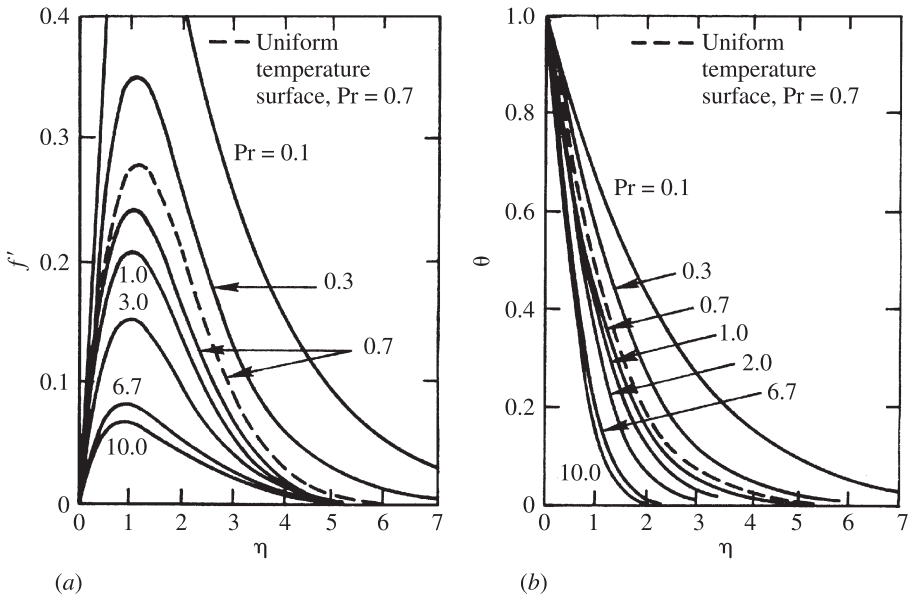 0.4
0.3
0.2
0.1
0
f′
Uniform
temperature
surface, Pr = 0.7
Pr = 0.1
0.3
1.0
3.0
0.7
6.7
10.0
0 1 2 3 4 5 6 7
η
(a)
1.0
0.8
0.6
0.4
0.2
0
θ
Uniform
temperature
surface, Pr = 0.7
Pr = 0.1
0.3
0.7
1.0
2.0
6.7
10.0
0 1 2 3 4 5 6 7
η
(b)